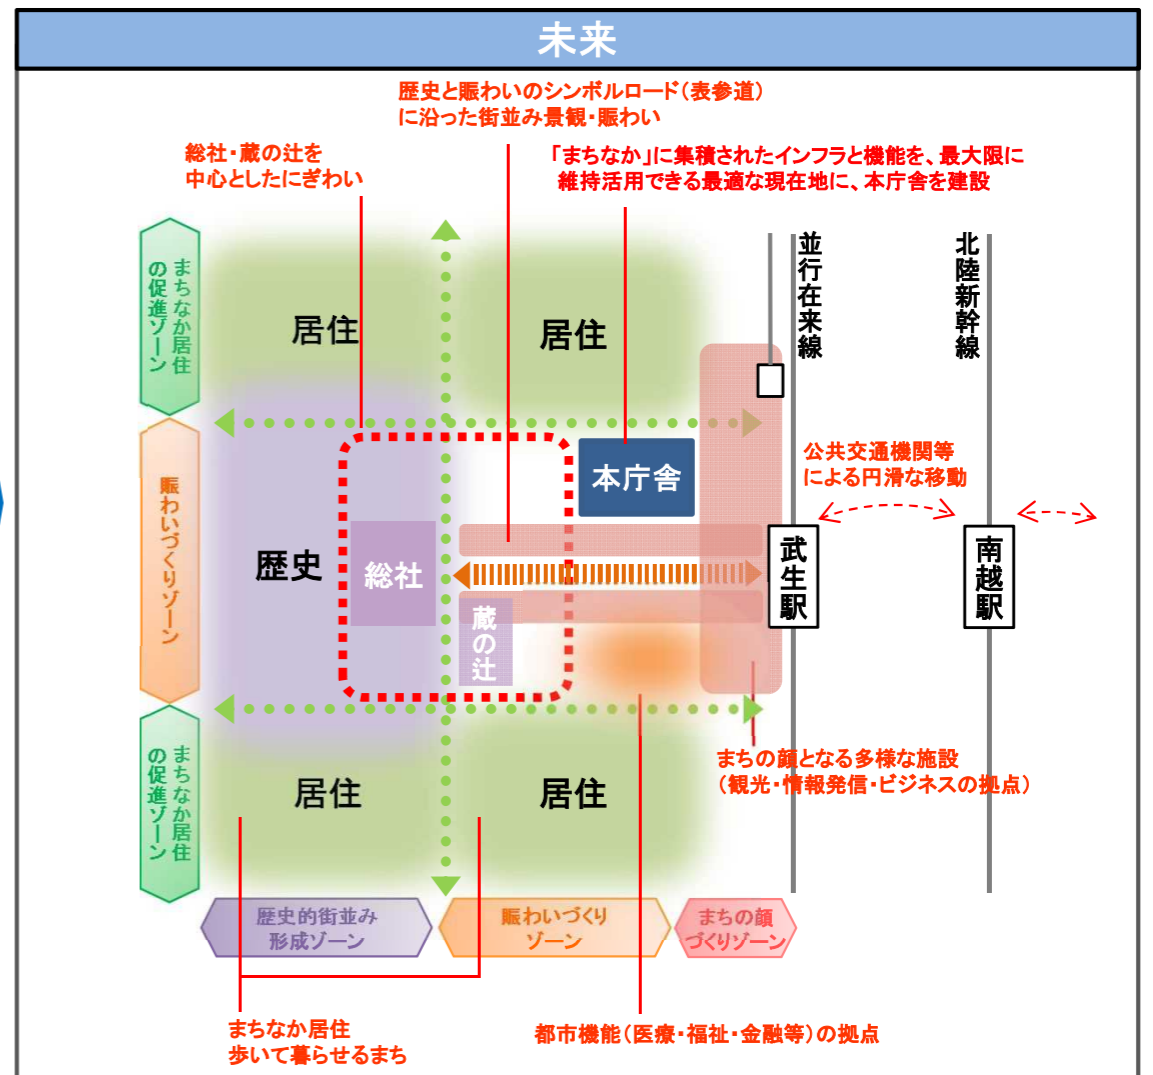 未来
歴史と賑わいのシンボルロード(表参道)
に沿った街並み景観・賑わい
総社・蔵の辻を
中心としたにぎわい
「まちなか」に集積されたインフラと機能を、最大限に
維持活用できる最適な現在地に、本庁舎を建設
まちなか居住
の促進ゾーン
居住
居住
並行在来線
北陸新幹線
賑わいづくりゾーン
本庁舎
公共交通機関等
による円滑な移動
歴史
総社
蔵の辻
武生駅
南越駅
まちなか居住
の促進ゾーン
居住
居住
まちの顔となる多様な施設
(観光・情報発信・ビジネスの拠点)
歴史的街並み
形成ゾーン
賑わいづくり
ゾーン
まちの顔
づくりゾーン
まちなか居住
歩いて暮らせるまち
都市機能(医療・福祉・金融等)の拠点